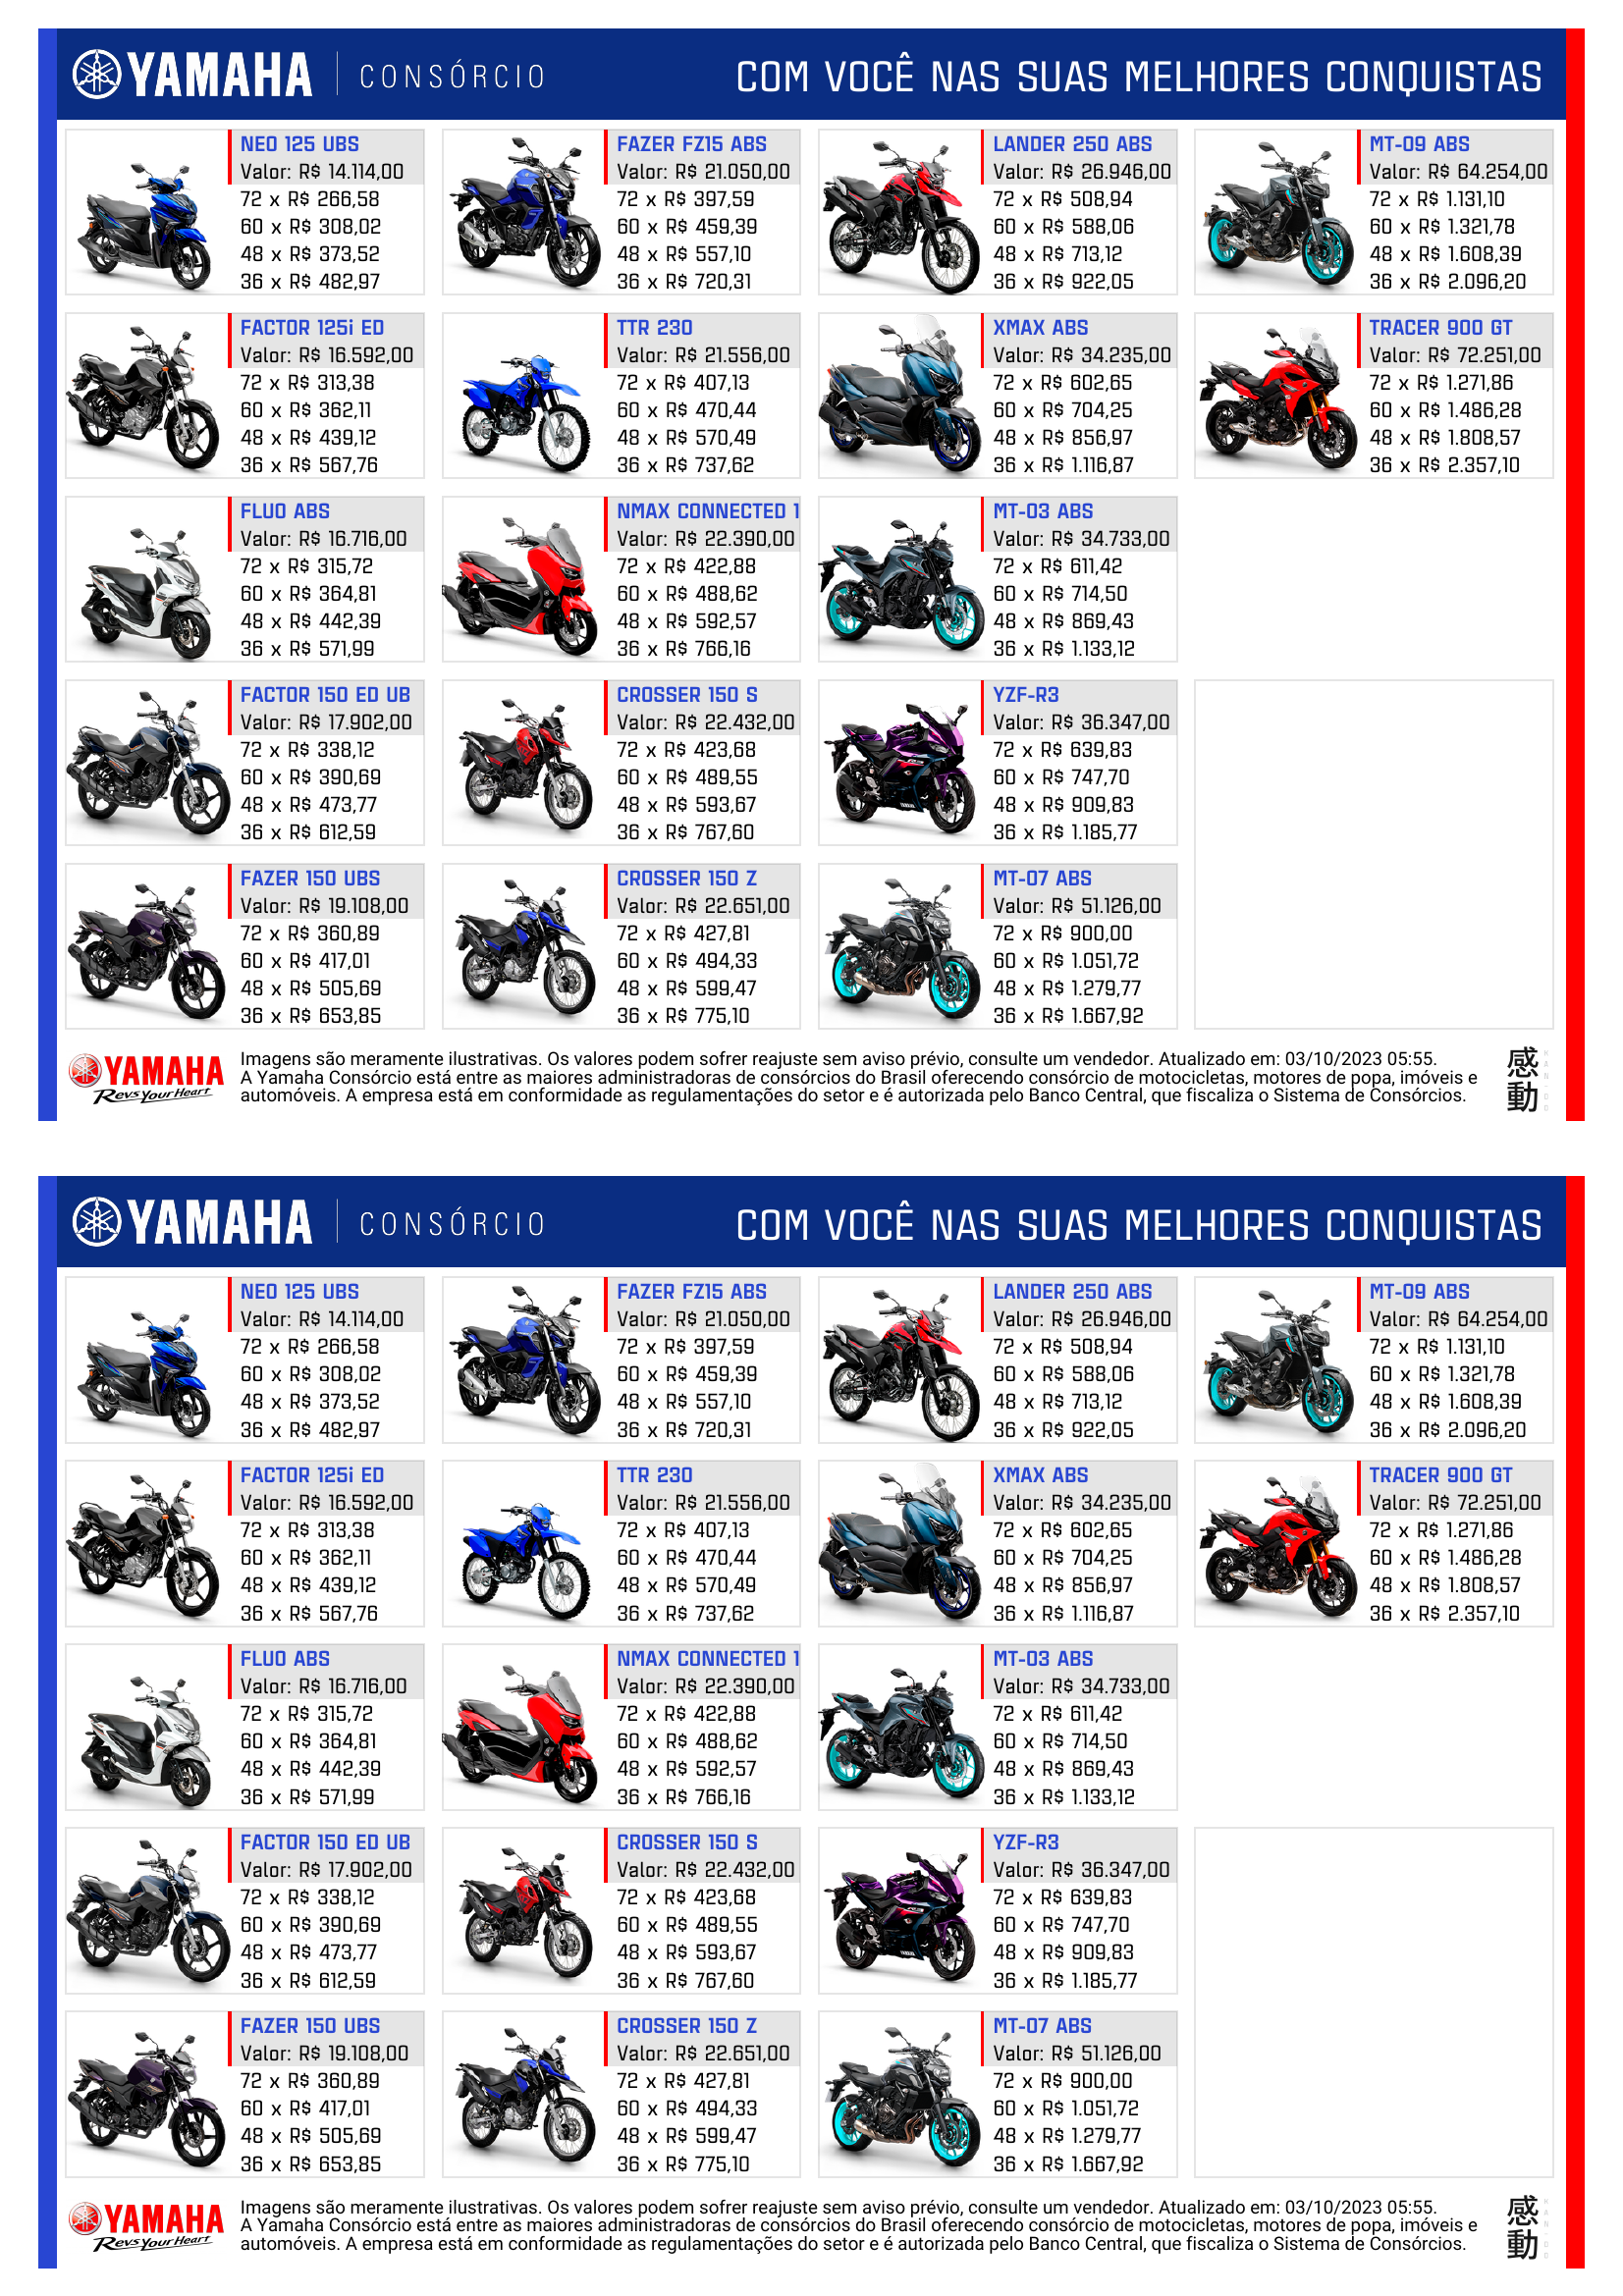 YAMAHA CONSÓRCIO COM VOCÊ NAS SUAS MELHORES CONQUISTAS
NEO 125 UBS
Valor: R$ 14.114,00
72 x R$ 266,58
60 x R$ 308,02
48 x R$ 373,52
36 x R$ 482,97
FACTOR 125i ED
Valor: R$ 16.592,00
72 x R$ 313,38
60 x R$ 362,11
48 x R$ 439,12
36 x R$ 567,76
FLUO ABS
Valor: R$ 16.716,00
72 x R$ 315,72
60 x R$ 364,81
48 x R$ 442,39
36 x R$ 571,99
FACTOR 150 ED UB
Valor: R$ 17.902,00
72 x R$ 338,12
60 x R$ 390,69
48 x R$ 473,77
36 x R$ 612,59
FAZER 150 UBS
Valor: R$ 19.108,00
72 x R$ 360,89
60 x R$ 417,01
48 x R$ 505,69
36 x R$ 653,85
FAZER FZ15 ABS
Valor: R$ 21.050,00
72 x R$ 397,59
60 x R$ 459,39
48 x R$ 557,10
36 x R$ 720,31
TTR 230
Valor: R$ 21.556,00
72 x R$ 407,13
60 x R$ 470,44
48 x R$ 570,49
36 x R$ 737,62
NMAX CONNECTED 1
Valor: R$ 22.390,00
72 x R$ 422,88
60 x R$ 488,62
48 x R$ 592,57
36 x R$ 766,16
CROSSER 150 S
Valor: R$ 22.432,00
72 x R$ 423,68
60 x R$ 489,55
48 x R$ 593,67
36 x R$ 767,60
CROSSER 150 Z
Valor: R$ 22.651,00
72 x R$ 427,81
60 x R$ 494,33
48 x R$ 599,47
36 x R$ 775,10
LANDER 250 ABS
Valor: R$ 26.946,00
72 x R$ 508,94
60 x R$ 588,06
48 x R$ 713,12
36 x R$ 922,05
XMAX ABS
Valor: R$ 34.235,00
72 x R$ 602,65
60 x R$ 704,25
48 x R$ 856,97
36 x R$ 1.116,87
MT-03 ABS
Valor: R$ 34.733,00
72 x R$ 611,42
60 x R$ 714,50
48 x R$ 869,43
36 x R$ 1.133,12
YZF-R3
Valor: R$ 36.347,00
72 x R$ 639,83
60 x R$ 747,70
48 x R$ 909,83
36 x R$ 1.185,77
MT-07 ABS
Valor: R$ 51.126,00
72 x R$ 900,00
60 x R$ 1.051,72
48 x R$ 1.279,77
36 x R$ 1.667,92
MT-09 ABS
Valor: R$ 64.254,00
72 x R$ 1.131,10
60 x R$ 1.321,78
48 x R$ 1.608,39
36 x R$ 2.096,20
TRACER 900 GT
Valor: R$ 72.251,00
72 x R$ 1.271,86
60 x R$ 1.486,28
48 x R$ 1.808,57
36 x R$ 2.357,10
YAMAHA
Revs Your Heart
Imagens são meramente ilustrativas. Os valores podem sofrer reajuste sem aviso prévio, consulte um vendedor. Atualizado em: 03/10/2023 05:55.
A Yamaha Consórcio está entre as maiores administradoras de consórcios do Brasil oferecendo consórcio de motocicletas, motores de popa, imóveis e
automóveis. A empresa está em conformidade as regulamentações do setor e é autorizada pelo Banco Central, que fiscaliza o Sistema de Consórcios.
感動
YAMAHA CONSÓRCIO COM VOCÊ NAS SUAS MELHORES CONQUISTAS
NEO 125 UBS
Valor: R$ 14.114,00
72 x R$ 266,58
60 x R$ 308,02
48 x R$ 373,52
36 x R$ 482,97
FACTOR 125i ED
Valor: R$ 16.592,00
72 x R$ 313,38
60 x R$ 362,11
48 x R$ 439,12
36 x R$ 567,76
FLUO ABS
Valor: R$ 16.716,00
72 x R$ 315,72
60 x R$ 364,81
48 x R$ 442,39
36 x R$ 571,99
FACTOR 150 ED UB
Valor: R$ 17.902,00
72 x R$ 338,12
60 x R$ 390,69
48 x R$ 473,77
36 x R$ 612,59
FAZER 150 UBS
Valor: R$ 19.108,00
72 x R$ 360,89
60 x R$ 417,01
48 x R$ 505,69
36 x R$ 653,85
FAZER FZ15 ABS
Valor: R$ 21.050,00
72 x R$ 397,59
60 x R$ 459,39
48 x R$ 557,10
36 x R$ 720,31
TTR 230
Valor: R$ 21.556,00
72 x R$ 407,13
60 x R$ 470,44
48 x R$ 570,49
36 x R$ 737,62
NMAX CONNECTED 1
Valor: R$ 22.390,00
72 x R$ 422,88
60 x R$ 488,62
48 x R$ 592,57
36 x R$ 766,16
CROSSER 150 S
Valor: R$ 22.432,00
72 x R$ 423,68
60 x R$ 489,55
48 x R$ 593,67
36 x R$ 767,60
CROSSER 150 Z
Valor: R$ 22.651,00
72 x R$ 427,81
60 x R$ 494,33
48 x R$ 599,47
36 x R$ 775,10
LANDER 250 ABS
Valor: R$ 26.946,00
72 x R$ 508,94
60 x R$ 588,06
48 x R$ 713,12
36 x R$ 922,05
XMAX ABS
Valor: R$ 34.235,00
72 x R$ 602,65
60 x R$ 704,25
48 x R$ 856,97
36 x R$ 1.116,87
MT-03 ABS
Valor: R$ 34.733,00
72 x R$ 611,42
60 x R$ 714,50
48 x R$ 869,43
36 x R$ 1.133,12
YZF-R3
Valor: R$ 36.347,00
72 x R$ 639,83
60 x R$ 747,70
48 x R$ 909,83
36 x R$ 1.185,77
MT-07 ABS
Valor: R$ 51.126,00
72 x R$ 900,00
60 x R$ 1.051,72
48 x R$ 1.279,77
36 x R$ 1.667,92
MT-09 ABS
Valor: R$ 64.254,00
72 x R$ 1.131,10
60 x R$ 1.321,78
48 x R$ 1.608,39
36 x R$ 2.096,20
TRACER 900 GT
Valor: R$ 72.251,00
72 x R$ 1.271,86
60 x R$ 1.486,28
48 x R$ 1.808,57
36 x R$ 2.357,10
YAMAHA
Revs Your Heart
Imagens são meramente ilustrativas. Os valores podem sofrer reajuste sem aviso prévio, consulte um vendedor. Atualizado em: 03/10/2023 05:55.
A Yamaha Consórcio está entre as maiores administradoras de consórcios do Brasil oferecendo consórcio de motocicletas, motores de popa, imóveis e
automóveis. A empresa está em conformidade as regulamentações do setor e é autorizada pelo Banco Central, que fiscaliza o Sistema de Consórcios.
感動